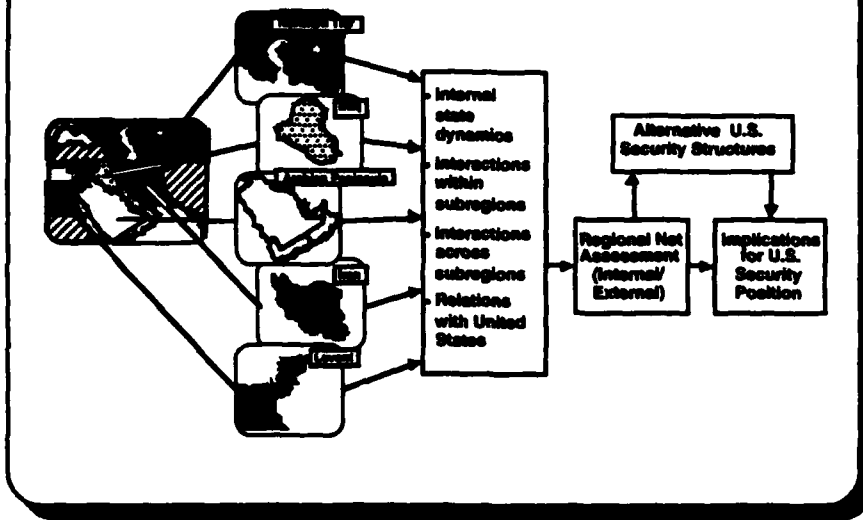 Tier
Iraq
Arabian Peninsula
Iran
Levant
• Internal
state
dynamics
• Interactions
within
subregions
• Interactions
across
subregions
• Relations
with United
States
Alternative U.S.
Security Structures
Regional Net
Assessment
(Internal/
External)
Implications
for U.S.
Security
Position